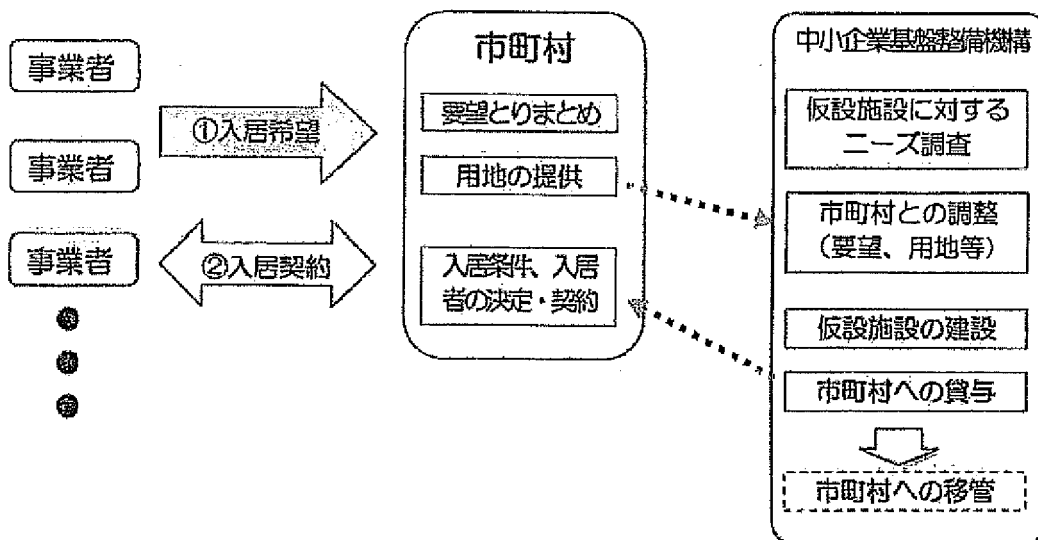 事業者
事業者
事業者
①入居希望
②入居契約
市町村
要望とりまとめ
用地の提供
入居条件、入居
者の決定・契約
中小企業基盤整備機構
仮設施設に対する
ニーズ調査
市町村との調整
（要望、用地等）
仮設施設の建設
市町村への貸与
市町村への移管